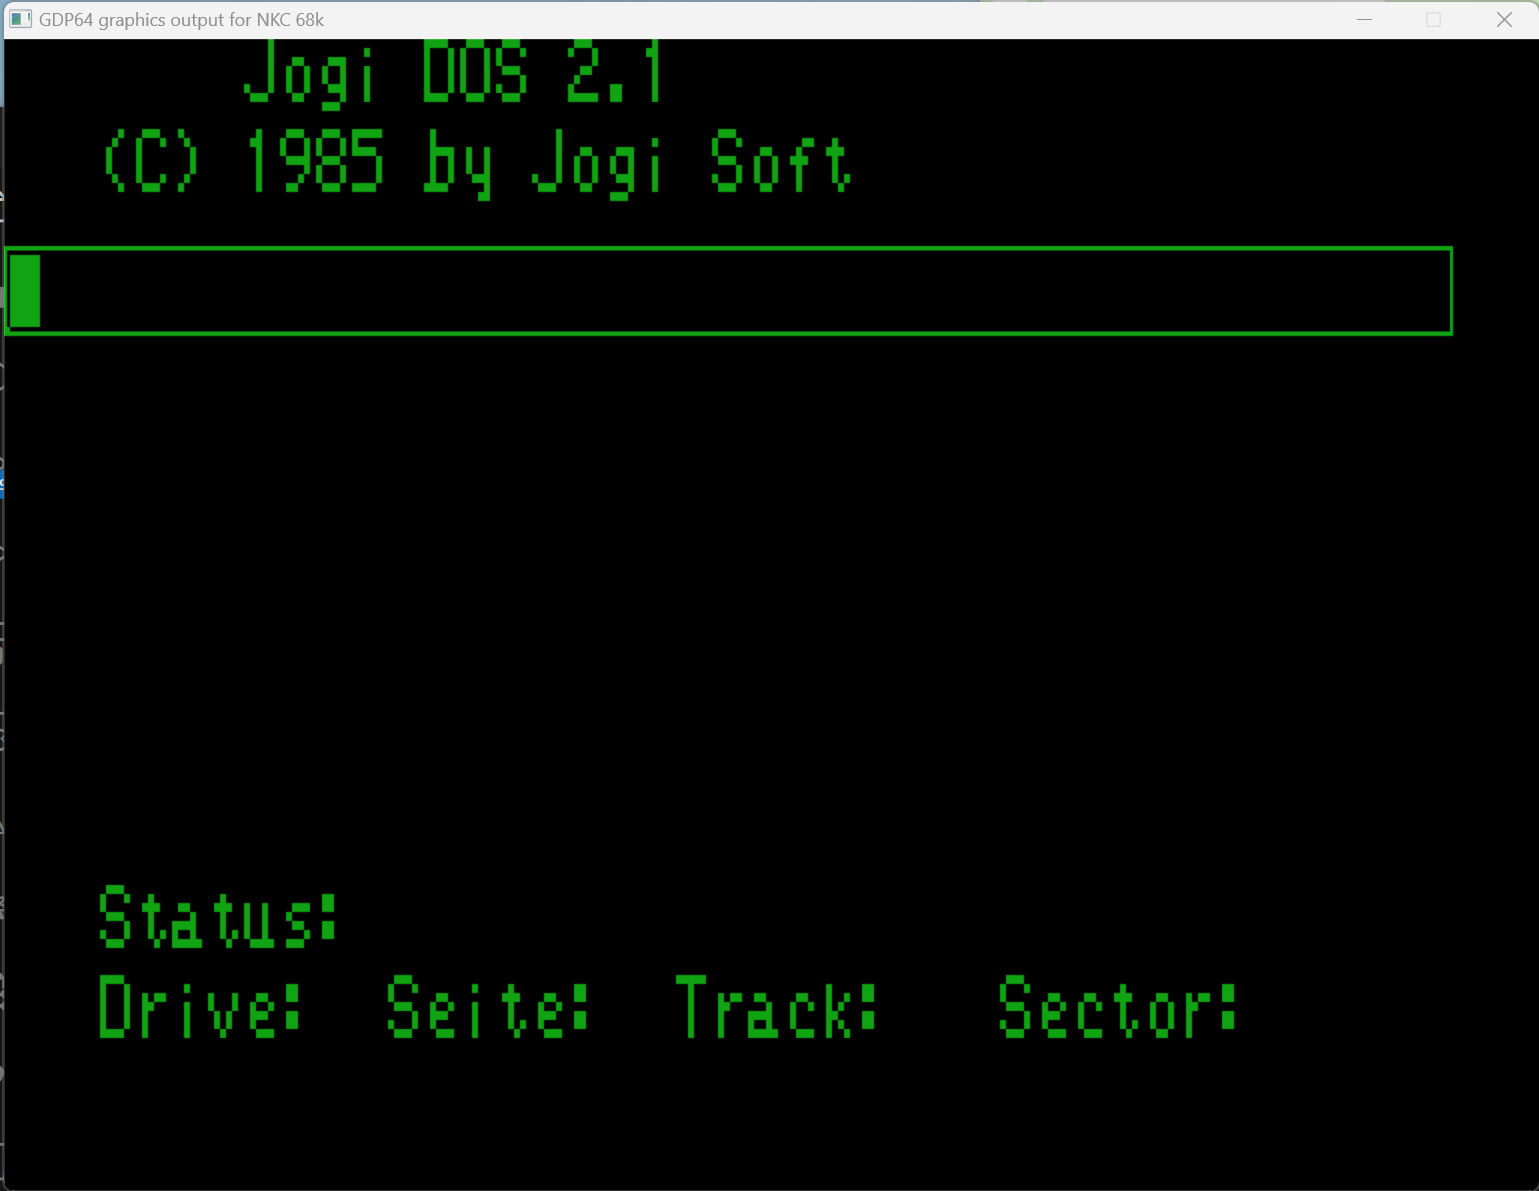 GDP64 graphics output for NKC 68k
Jogi DOS 2.1
(C) 1985 by Jogi Soft
Status:
Drive: Seite: Track: Sector: